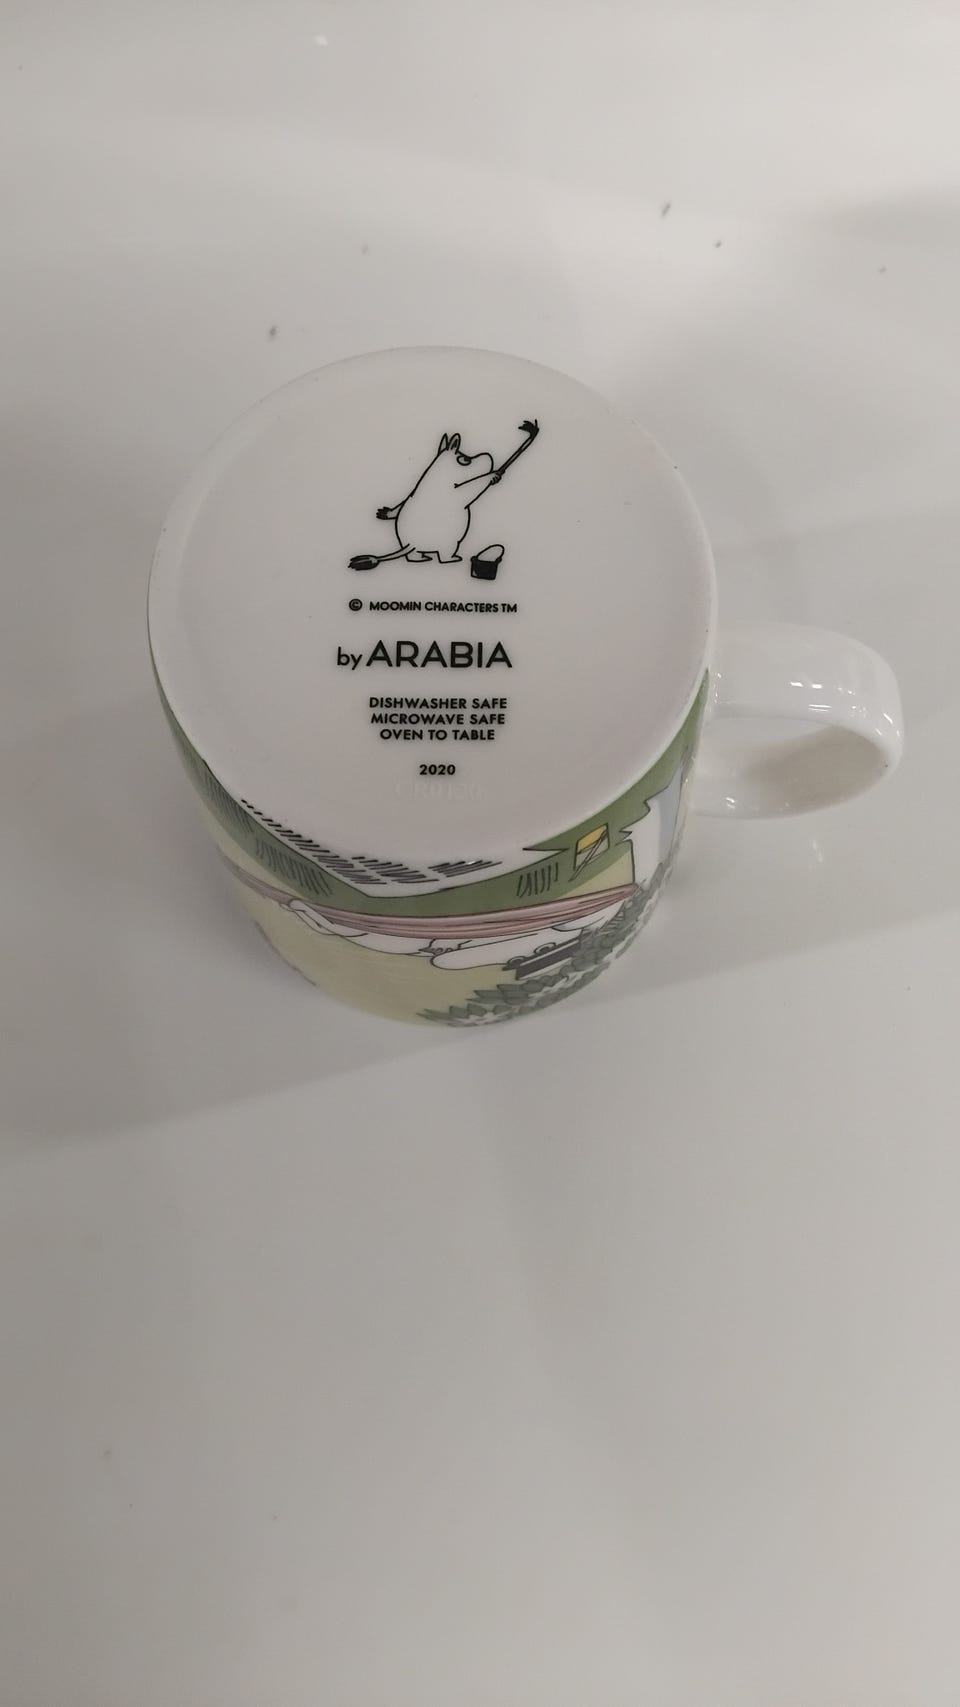 © MOOMIN CHARACTERS TM
by ARABIA
DISHWASHER SAFE
MICROWAVE SAFE
OVEN TO TABLE
2020